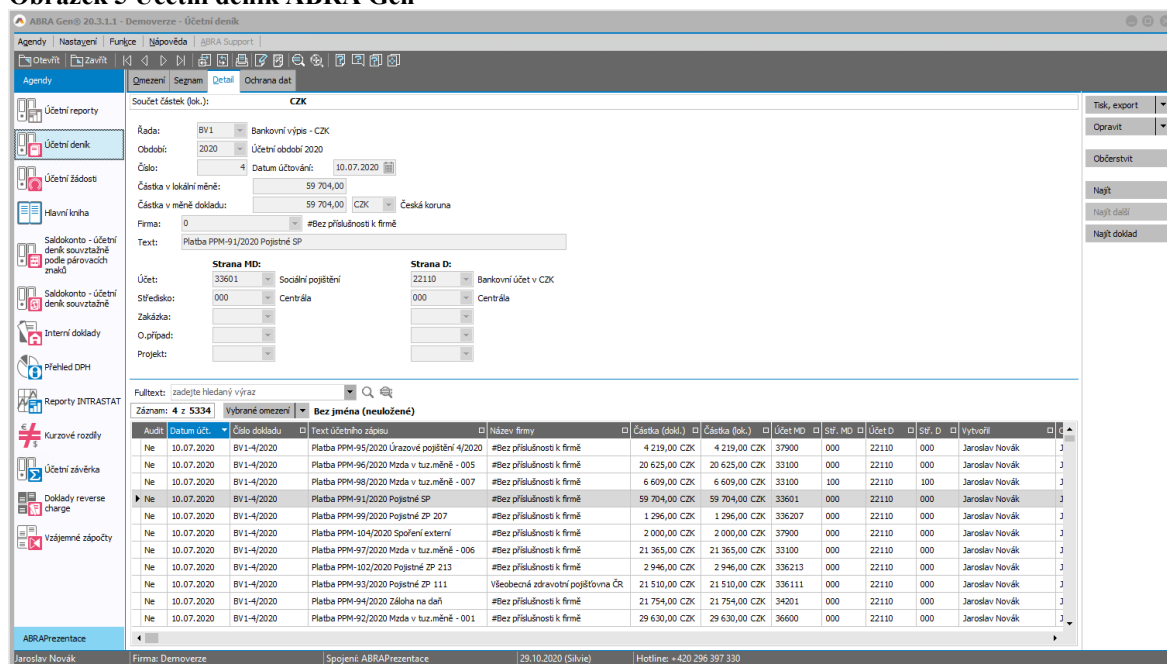 Obrázek 5 Účetní deník ABRA Gen
ABRA Gen® 20.3.1.1 - Demoverze - Účetní deník
Agendy Nastavení Funkce Nápověda ABRA Support
Otevřít Zavřít
Agendy Omezení Seznam Detail Ochrana dat
Účetní reporty
Účetní deník
Účetní žádosti
Hlavní kniha
Saldokonto - účetní
deník souvztažně
podle párovacích
znaků
Saldokonto - účetní
deník souvztažně
Interní doklady
Přehled DPH
Reporty INTRASTAT
Kurzové rozdíly
Účetní závěrka
Doklady reverse
charge
Vzájemné zápočty
ABRAPrezentace
Součet částek (lok.): CZK
Řada: BV1 Bankovní výpis - CZK
Období: 2020 Účetní období 2020
Číslo: 4 Datum účtování: 10.07.2020
Částka v lokální měně: 59 704,00
Částka v měně dokladu: 59 704,00 CZK Česká koruna
Firma: 0 #Bez příslušnosti k firmě
Text: Platba PPM-91/2020 Pojistné SP
Strana MD: Strana D:
Účet: 33601 Sociální pojištění 22110 Bankovní účet v CZK
Středisko: 000 Centrála 000 Centrála
Zakázka:
O.případ:
Projekt:
Tisk, export
Opravit
Občerstvit
Najít
Najít další
Najít doklad
Fulltext: zadejte hledaný výraz
Záznam: 4 z 5334 Vybrané omezení Bez jména (neuložené)
Audit Datum účt. Číslo dokladu Text účetního zápisu Název firmy Částka (dokl.) Částka (lok.) Účet MD Stř. MD Účet D Stř. D Vytvořil
Ne 10.07.2020 BV1-4/2020 Platba PPM-95/2020 Úrazové pojištění 4/2020 #Bez příslušnosti k firmě 4 219,00 CZK 4 219,00 CZK 37900 000 22110 000 Jaroslav Novák
Ne 10.07.2020 BV1-4/2020 Platba PPM-96/2020 Mzda v tuz.měně - 005 #Bez příslušnosti k firmě 20 625,00 CZK 20 625,00 CZK 33100 000 22110 000 Jaroslav Novák
Ne 10.07.2020 BV1-4/2020 Platba PPM-98/2020 Mzda v tuz.měně - 007 #Bez příslušnosti k firmě 6 609,00 CZK 6 609,00 CZK 33100 100 22110 100 Jaroslav Novák
Ne 10.07.2020 BV1-4/2020 Platba PPM-91/2020 Pojistné SP #Bez příslušnosti k firmě 59 704,00 CZK 59 704,00 CZK 33601 000 22110 000 Jaroslav Novák
Ne 10.07.2020 BV1-4/2020 Platba PPM-99/2020 Pojistné ZP 207 #Bez příslušnosti k firmě 1 296,00 CZK 1 296,00 CZK 336207 000 22110 000 Jaroslav Novák
Ne 10.07.2020 BV1-4/2020 Platba PPM-104/2020 Spoření externí #Bez příslušnosti k firmě 2 000,00 CZK 2 000,00 CZK 37900 000 22110 000 Jaroslav Novák
Ne 10.07.2020 BV1-4/2020 Platba PPM-97/2020 Mzda v tuz.měně - 006 #Bez příslušnosti k firmě 21 365,00 CZK 21 365,00 CZK 33100 000 22110 000 Jaroslav Novák
Ne 10.07.2020 BV1-4/2020 Platba PPM-102/2020 Pojistné ZP 213 #Bez příslušnosti k firmě 2 946,00 CZK 2 946,00 CZK 336213 000 22110 000 Jaroslav Novák
Ne 10.07.2020 BV1-4/2020 Platba PPM-93/2020 Pojistné ZP 111 Všeobecná zdravotní pojišťovna ČR 21 510,00 CZK 21 510,00 CZK 336111 000 22110 000 Jaroslav Novák
Ne 10.07.2020 BV1-4/2020 Platba PPM-94/2020 Záloha na daň #Bez příslušnosti k firmě 21 754,00 CZK 21 754,00 CZK 34201 000 22110 000 Jaroslav Novák
Ne 10.07.2020 BV1-4/2020 Platba PPM-92/2020 Mzda v tuz.měně - 001 #Bez příslušnosti k firmě 29 630,00 CZK 29 630,00 CZK 36600 000 22110 000 Jaroslav Novák
Jaroslav Novák Firma: Demoverze Spojení: ABRAPrezentace 29.10.2020 (Silvie) Hotline: +420 296 397 330